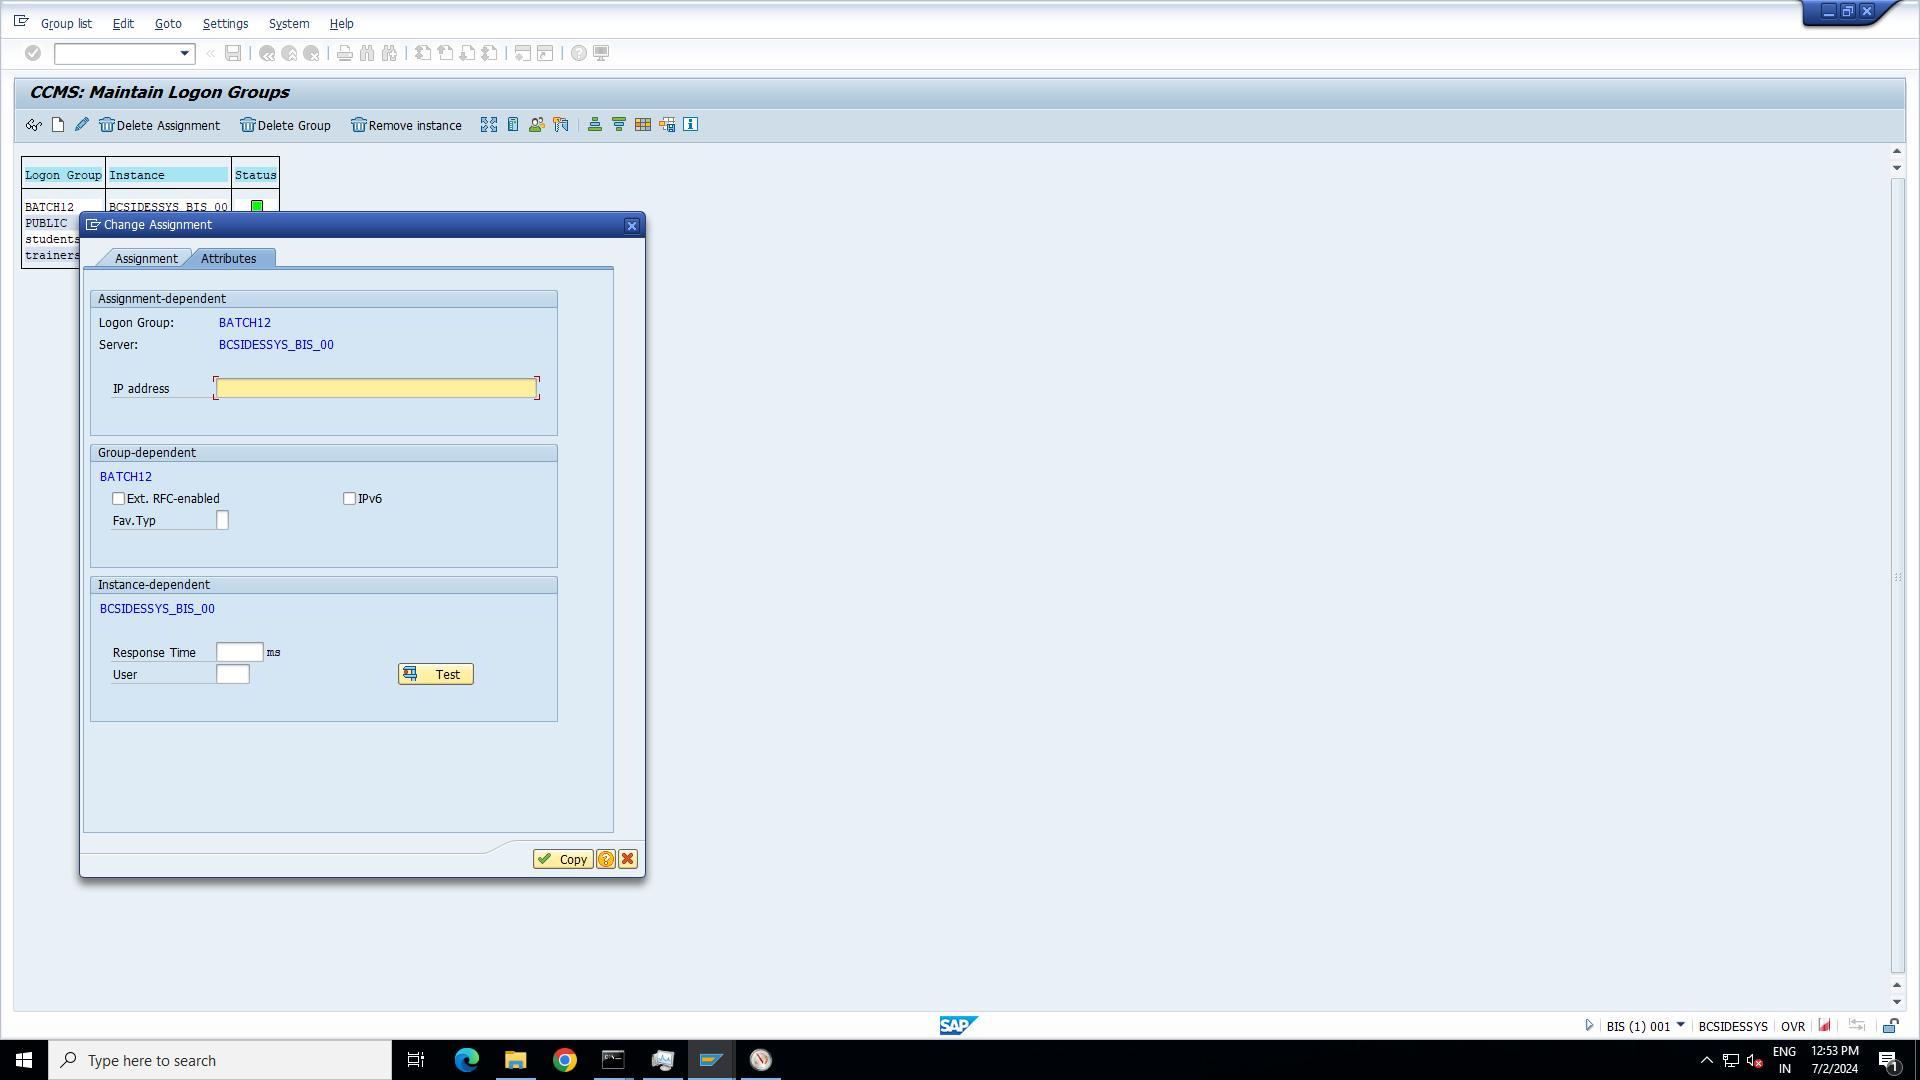 Group list Edit Goto Settings System Help
CCMS: Maintain Logon Groups
Delete Assignment Delete Group Remove instance
Logon Group Instance Status
BATCH12 BCSIDESSYS_BIS_00
PUBLIC
students
trainers
Change Assignment
Assignment Attributes
Assignment-dependent
Logon Group: BATCH12
Server: BCSIDESSYS_BIS_00
IP address
Group-dependent
BATCH12
Ext. RFC-enabled IPv6
Fav.Typ
Instance-dependent
BCSIDESSYS_BIS_00
Response Time ms
User Test
Copy
SAP BIS (1) 001 BCSIDESSYS OVR
Type here to search
ENG
IN
12:53 PM
7/2/2024
1